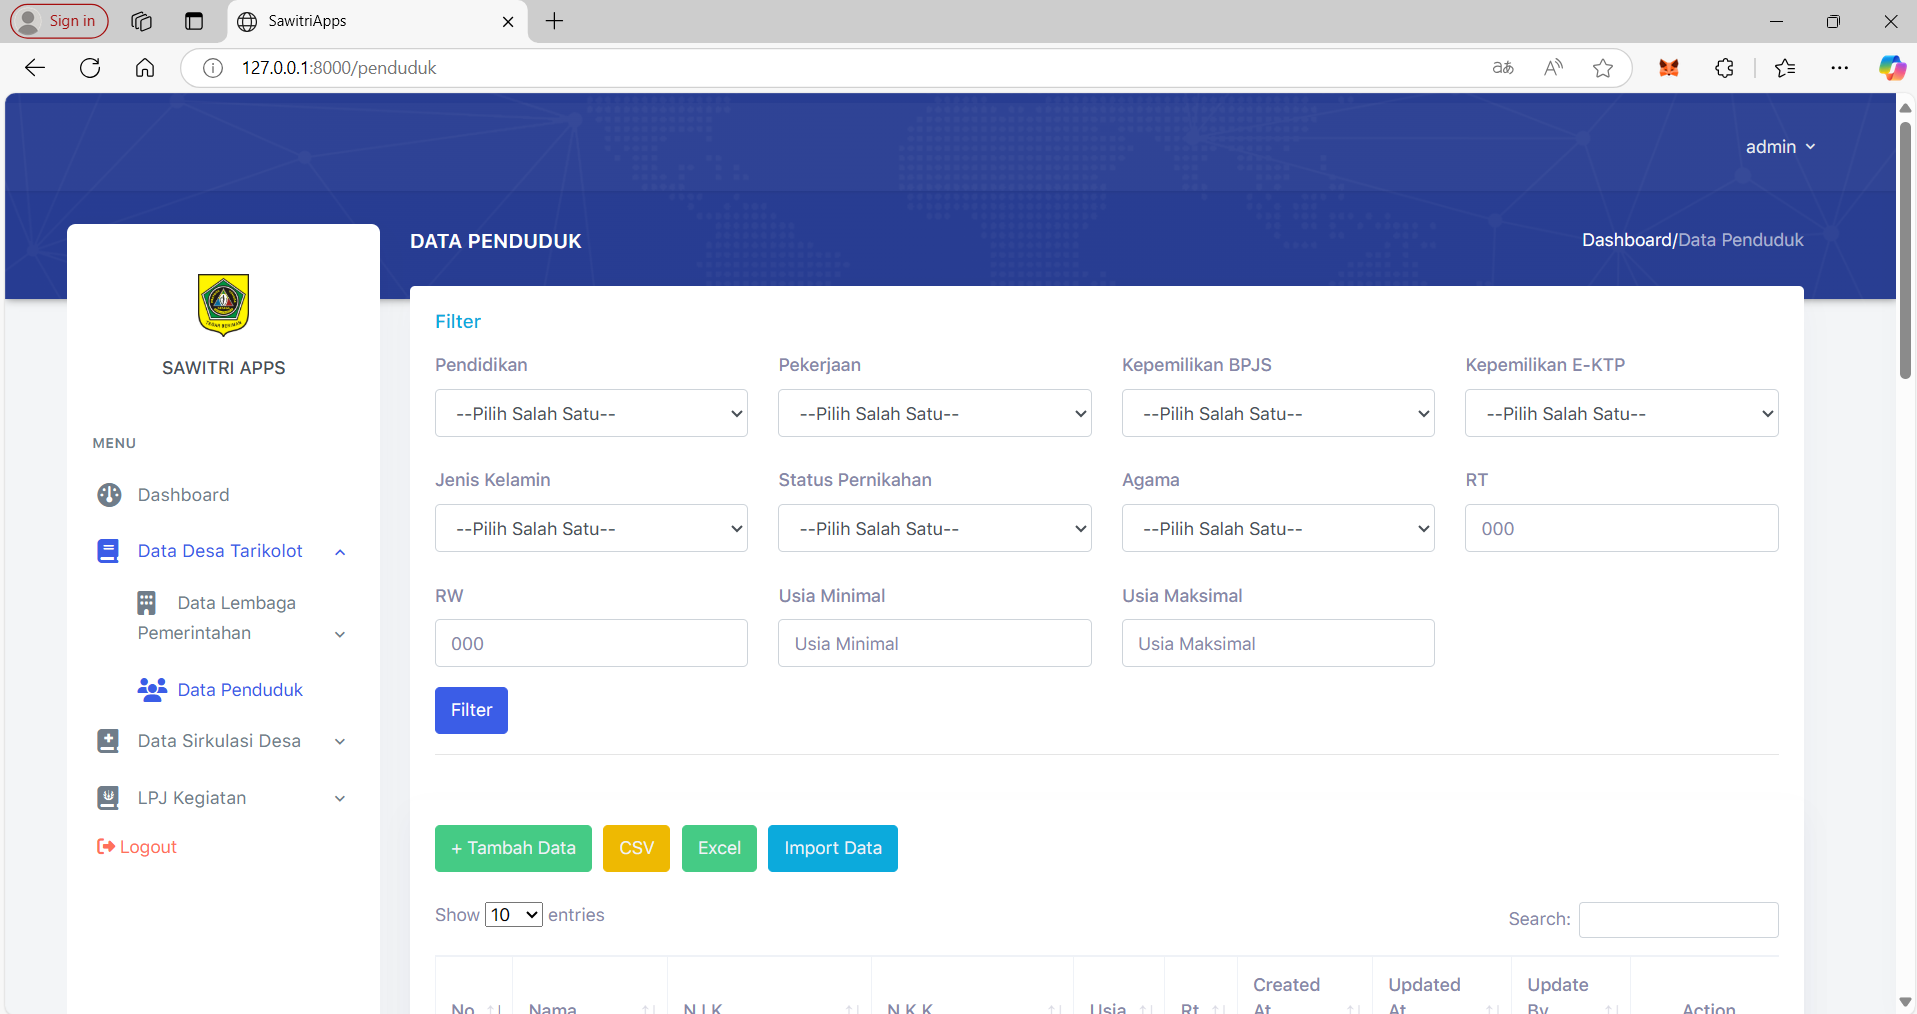 Sign in
SawitriApps
127.0.0.1:8000/penduduk
admin
DATA PENDUDUK
Dashboard/Data Penduduk
SAWITRI APPS
MENU
Dashboard
Data Desa Tarikolot
Data Lembaga
Pemerintahan
Data Penduduk
Data Sirkulasi Desa
LPJ Kegiatan
Logout
Filter
Pendidikan Pekerjaan Kepemilikan BPJS Kepemilikan E-KTP
--Pilih Salah Satu-- --Pilih Salah Satu-- --Pilih Salah Satu-- --Pilih Salah Satu--
Jenis Kelamin Status Pernikahan Agama RT
--Pilih Salah Satu-- --Pilih Salah Satu-- --Pilih Salah Satu-- 000
RW Usia Minimal Usia Maksimal
000 Usia Minimal Usia Maksimal
Filter
+ Tambah Data CSV Excel Import Data
Show 10 entries
Search:
Created Updated Update
No Nama N.I.K N.K.K Usia Rt At At By Action